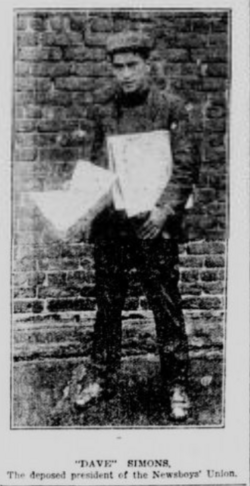 "DAVE" SIMONS,
The deposed president of the Newsboys' Union.